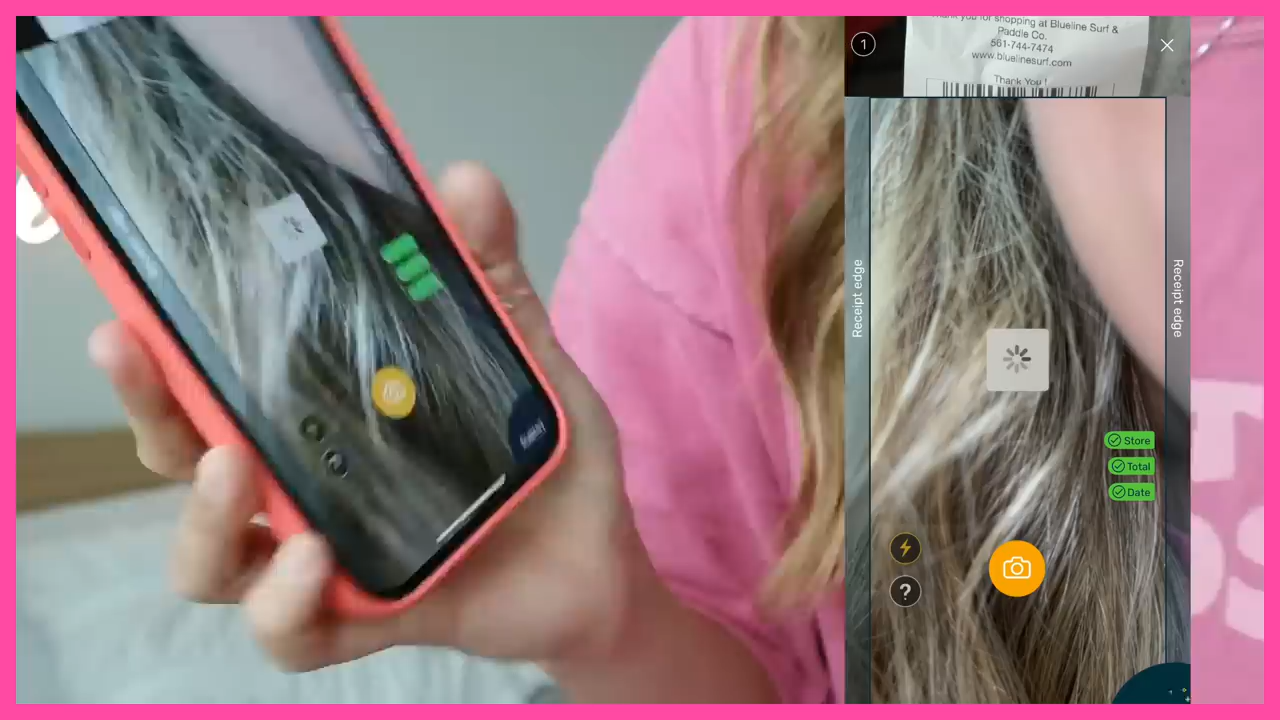 1
Thank you for shopping at Blueline Surf &
Paddle Co.
561-744-7474
www.bluelinesurf.com
Thank You !
Receipt edge
Receipt edge
Store
Total
Date
?